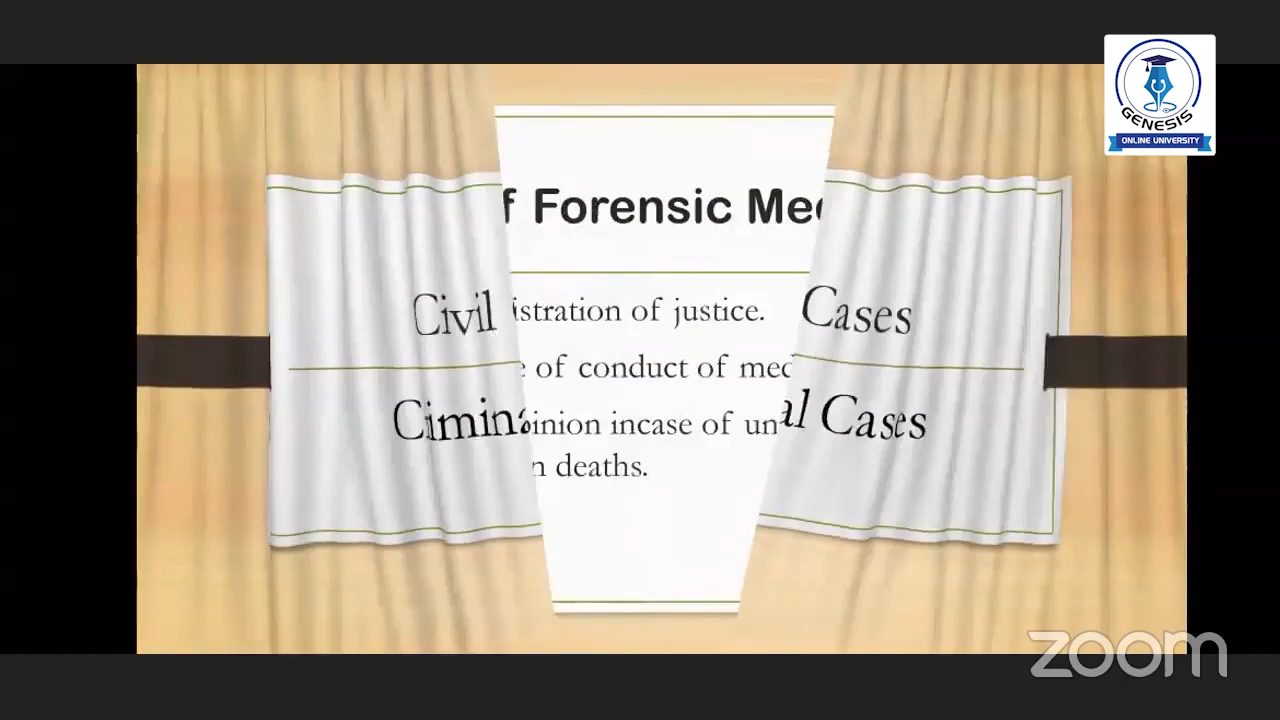 GENESIS
ONLINE UNIVERSITY
f Forensic Me
Civil
istration of justice.
Cases
of conduct of med
Cimina
al Cases
inion incase of un
n deaths.
zoom